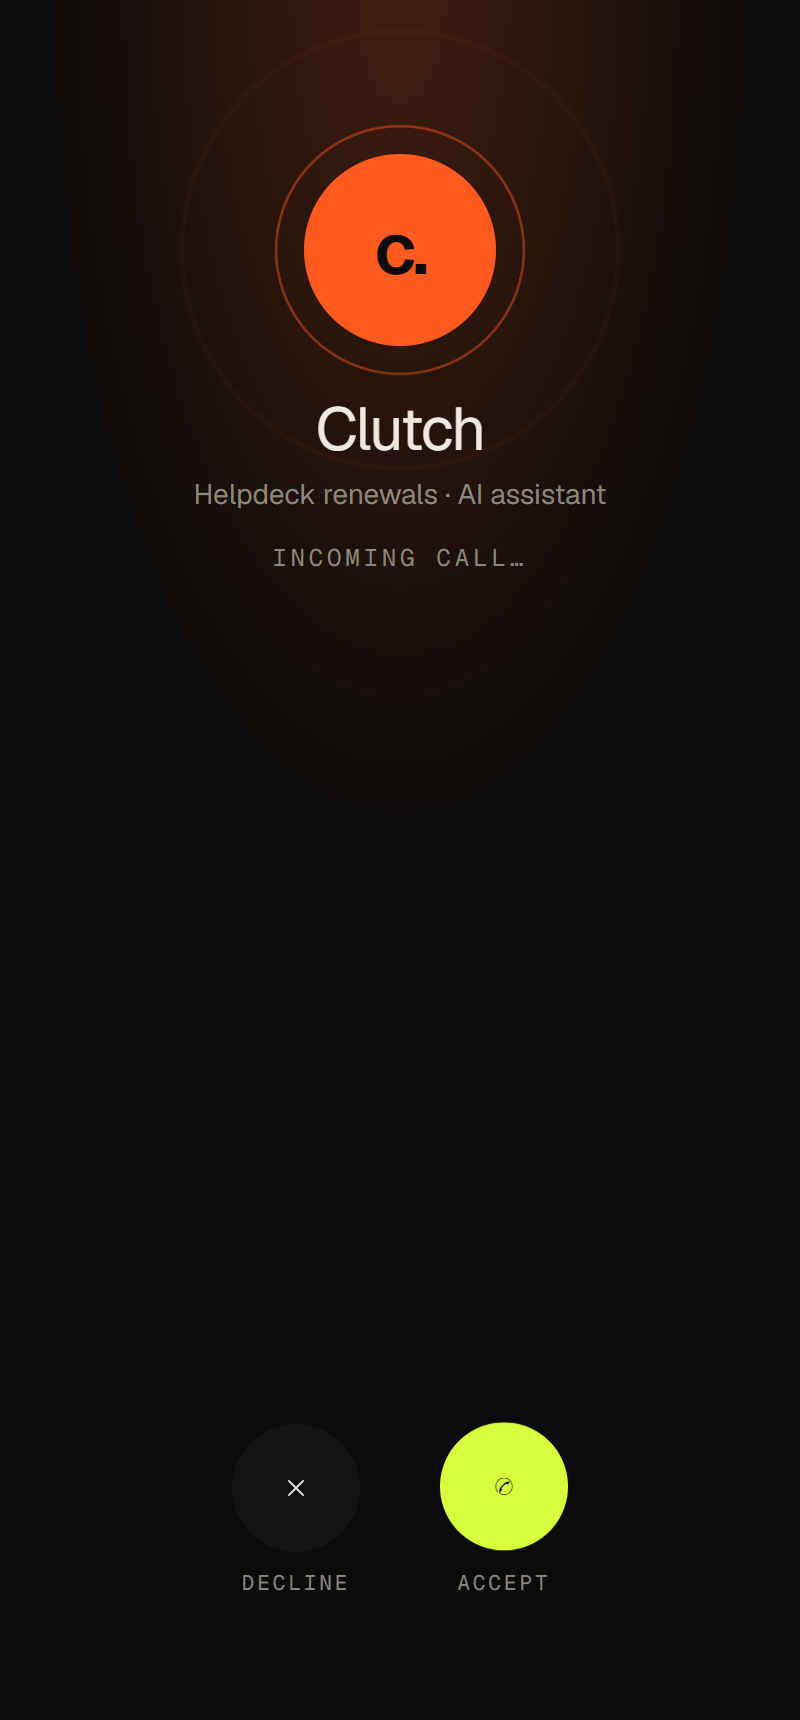 c.
Clutch
Helpdeck renewals · AI assistant
INCOMING CALL…
DECLINE
ACCEPT